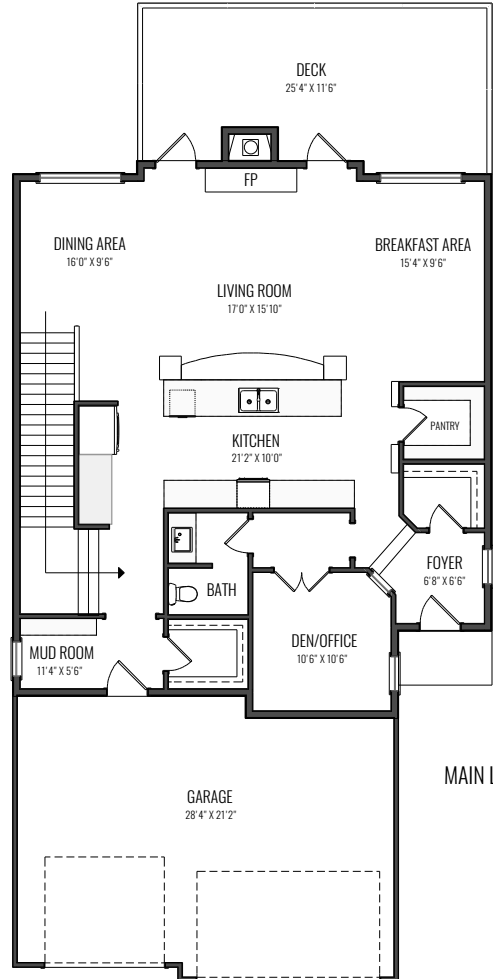 DECK
25'4" X 11'6"
FP
DINING AREA
16'0" X 9'6"
BREAKFAST AREA
15'4" X 9'6"
LIVING ROOM
17'0" X 15'10"
PANTRY
KITCHEN
21'2" X 10'0"
FOYER
6'8" X 6'6"
BATH
DEN/OFFICE
10'6" X 10'6"
MUD ROOM
11'4" X 5'6"
MAIN L
GARAGE
28'4" X 21'2"